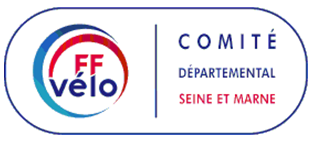 FF
vélo
COMITÉ
DÉPARTEMENTAL
SEINE ET MARNE